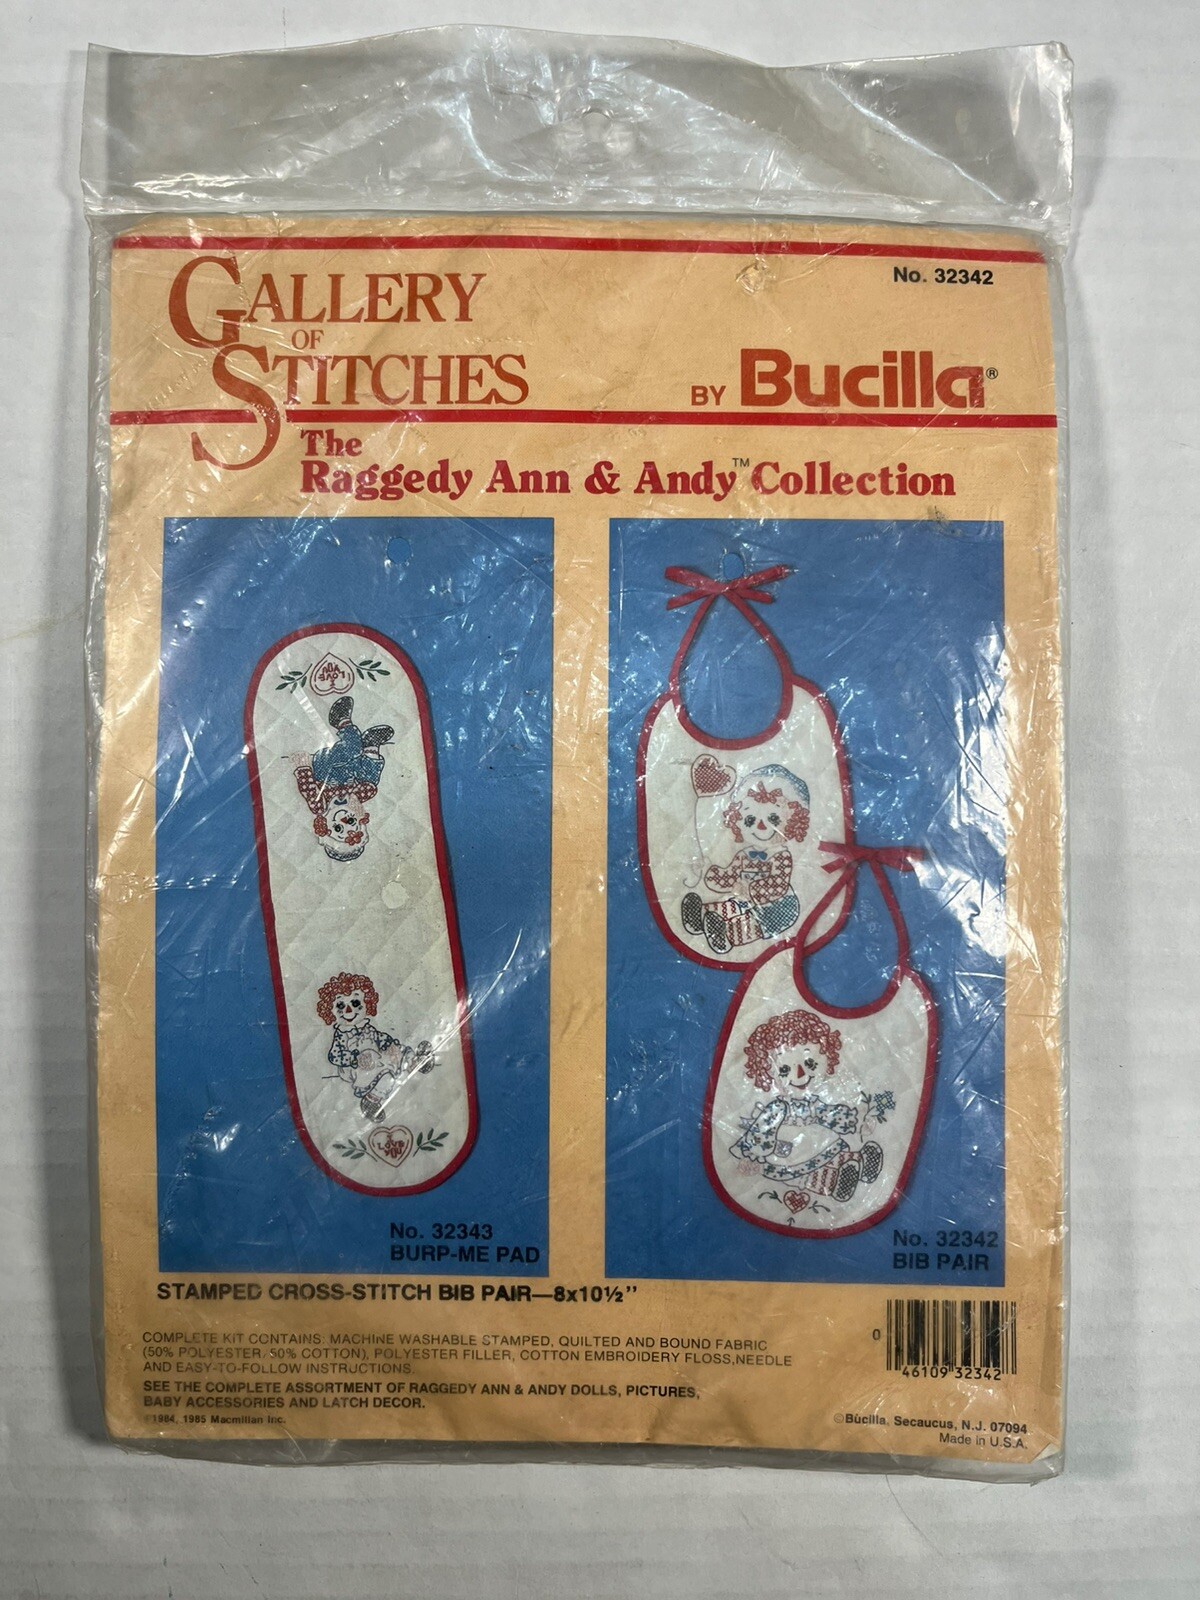 No. 32342
GALLERY
OF
STITCHES
BY Bucilla®
The
Raggedy Ann & Andy™ Collection
I
LOVE
YOU
I
LOVE
YOU
No. 32343
BURP-ME PAD
No. 32342
BIB PAIR
STAMPED CROSS-STITCH BIB PAIR—8x10½"
COMPLETE KIT CONTAINS: MACHINE WASHABLE STAMPED, QUILTED AND BOUND FABRIC
(50% POLYESTER, 50% COTTON), POLYESTER FILLER, COTTON EMBROIDERY FLOSS, NEEDLE
AND EASY-TO-FOLLOW INSTRUCTIONS.
SEE THE COMPLETE ASSORTMENT OF RAGGEDY ANN & ANDY DOLLS, PICTURES,
BABY ACCESSORIES AND LATCH DECOR.
©1984, 1985 Macmillan Inc.
0 46109 32342
©Bucilla, Secaucus, N.J. 07094
Made in U.S.A.